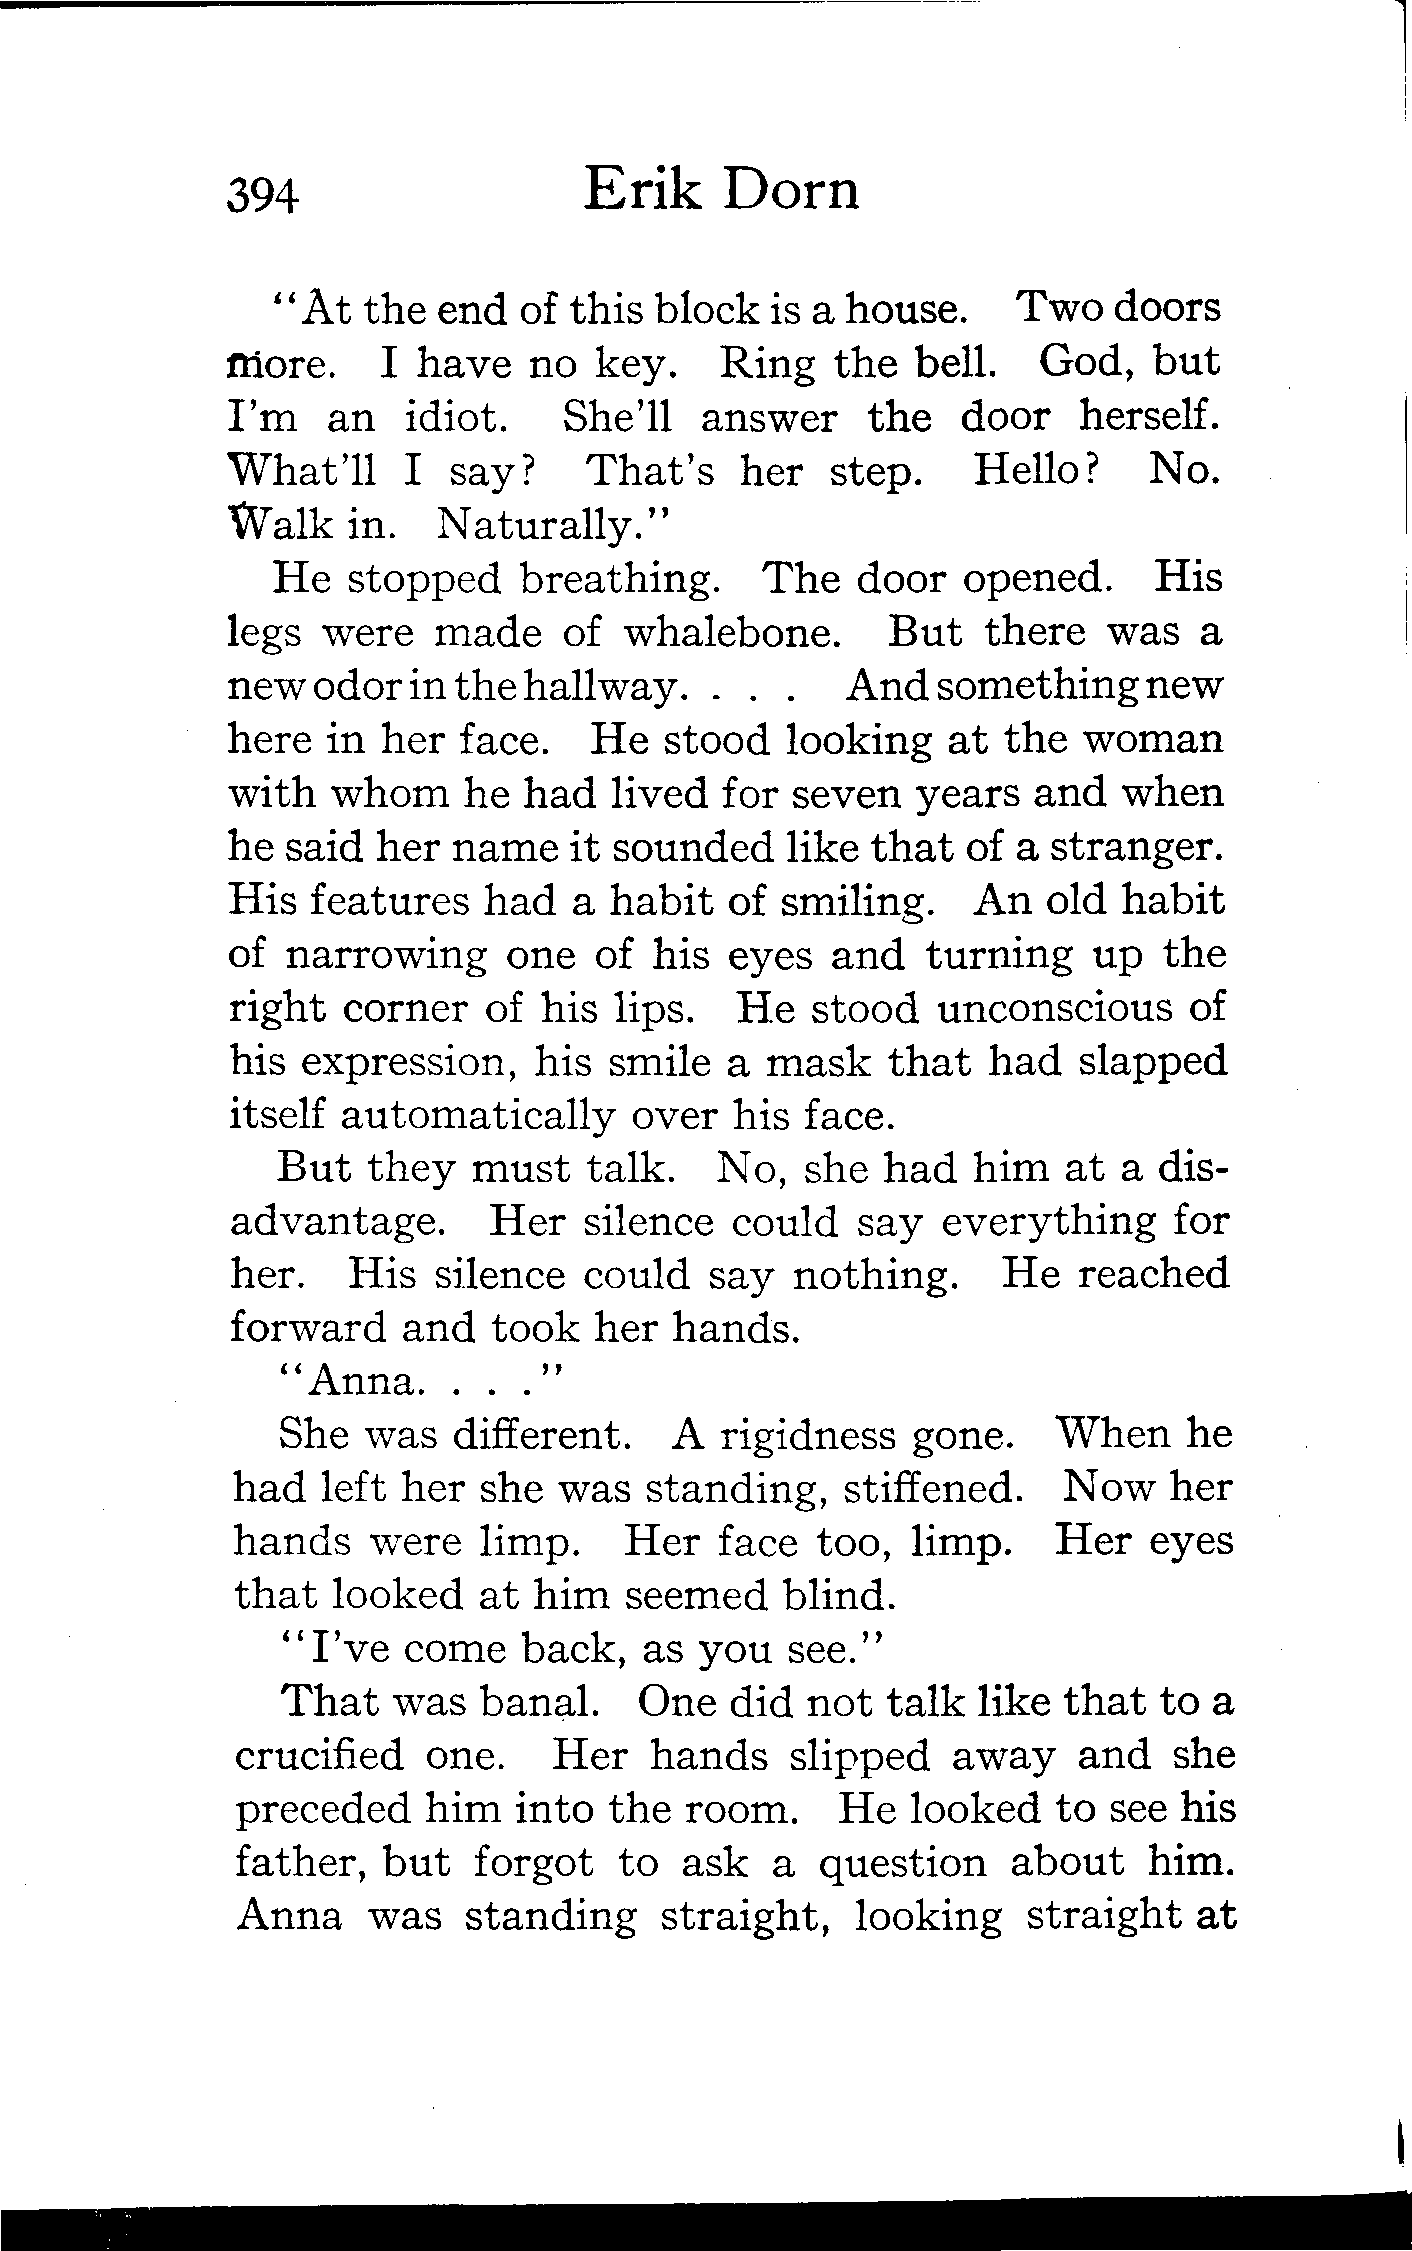 394 Erik Dorn
"At the end of this block is a house. Two doors
more. I have no key. Ring the bell. God, but
I'm an idiot. She'll answer the door herself.
What'll I say? That's her step. Hello? No.
Walk in. Naturally."
He stopped breathing. The door opened. His
legs were made of whalebone. But there was a
new odor in the hallway. . . . And something new
here in her face. He stood looking at the woman
with whom he had lived for seven years and when
he said her name it sounded like that of a stranger.
His features had a habit of smiling. An old habit
of narrowing one of his eyes and turning up the
right corner of his lips. He stood unconscious of
his expression, his smile a mask that had slapped
itself automatically over his face.
But they must talk. No, she had him at a dis-
advantage. Her silence could say everything for
her. His silence could say nothing. He reached
forward and took her hands.
"Anna. . . ."
She was different. A rigidness gone. When he
had left her she was standing, stiffened. Now her
hands were limp. Her face too, limp. Her eyes
that looked at him seemed blind.
"I've come back, as you see."
That was banal. One did not talk like that to a
crucified one. Her hands slipped away and she
preceded him into the room. He looked to see his
father, but forgot to ask a question about him.
Anna was standing straight, looking straight at